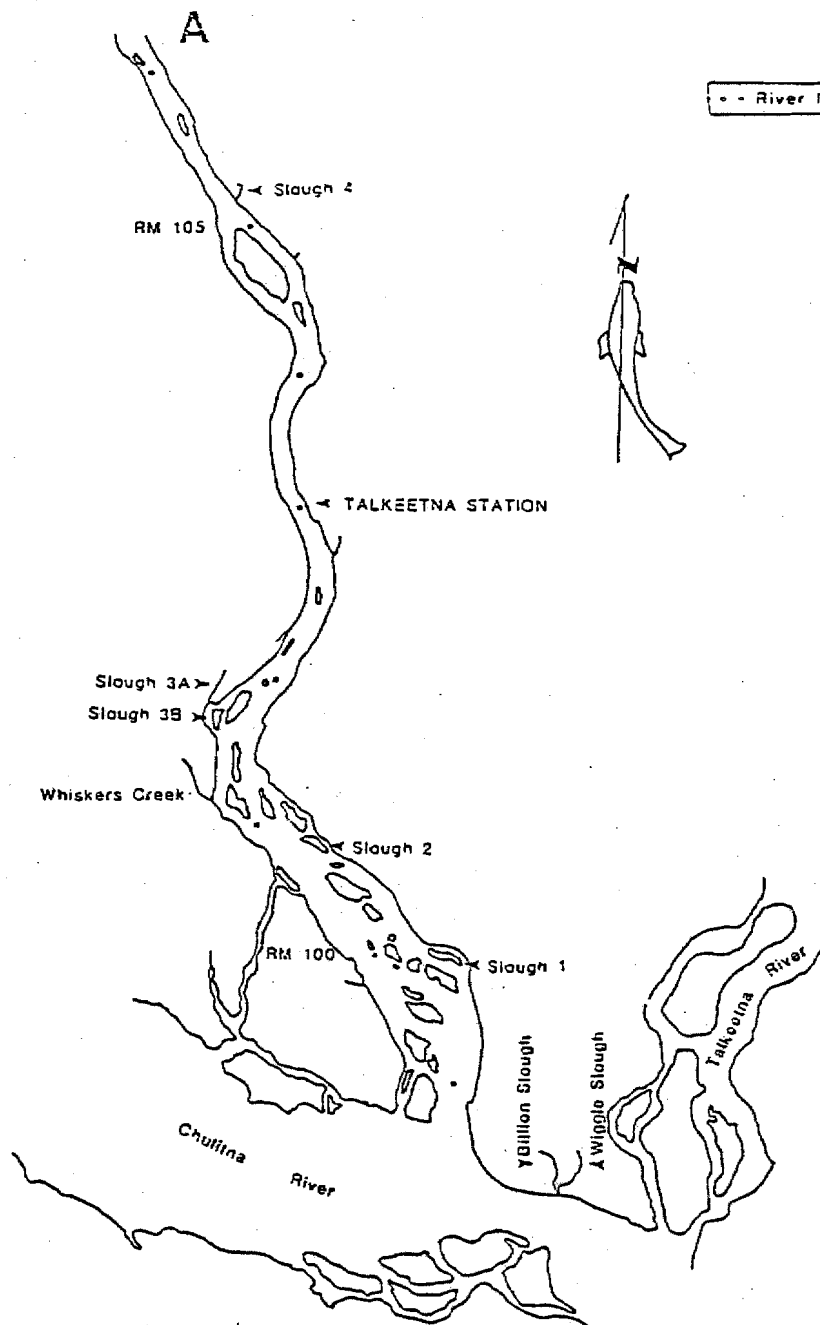 A
River
Slough 4
RM 105
N
TALKEETNA STATION
Slough 3A
Slough 3B
Whiskers Creek
Slough 2
RM 100
Slough 1
Billion Slough
Wiggle Slough
Talkeetna River
Chulitna River